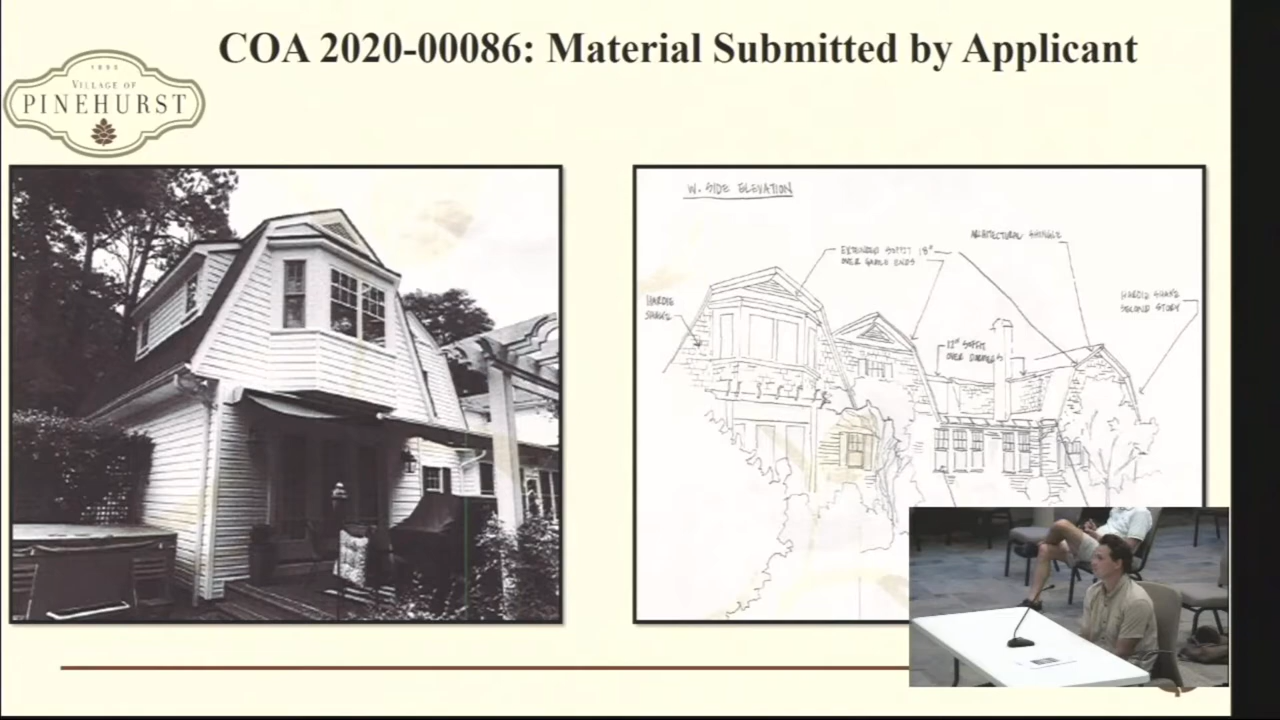 COA 2020-00086: Material Submitted by Applicant
1895
VILLAGE OF
PINEHURST
W. SIDE ELEVATION
ARCHITECTURAL SHINGLE
EXTENDED SOFFIT 18"
OVER GABLE ENDS
HARDIE
SHAKE
HARDIE SHAKE
SECOND STORY
12" SOFFIT
OVER DORMERS